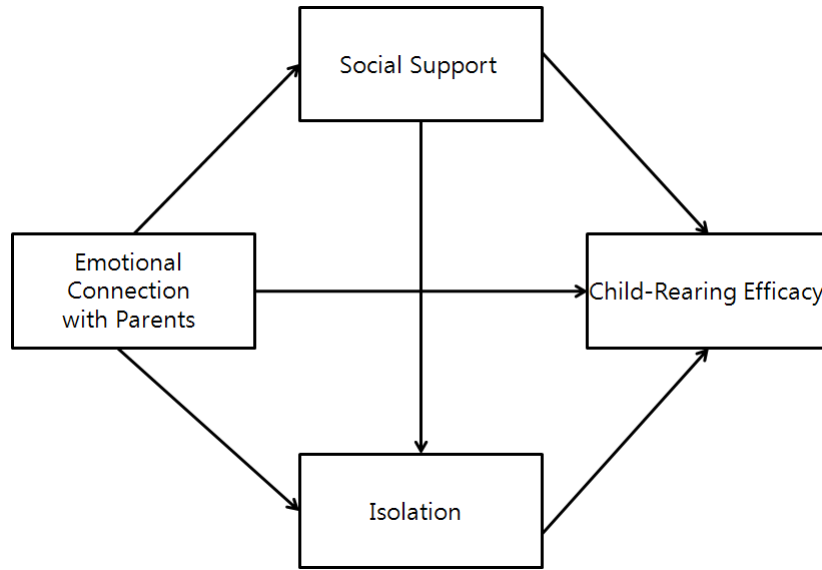 Social Support
Emotional
Connection
with Parents
Child-Rearing Efficacy
Isolation